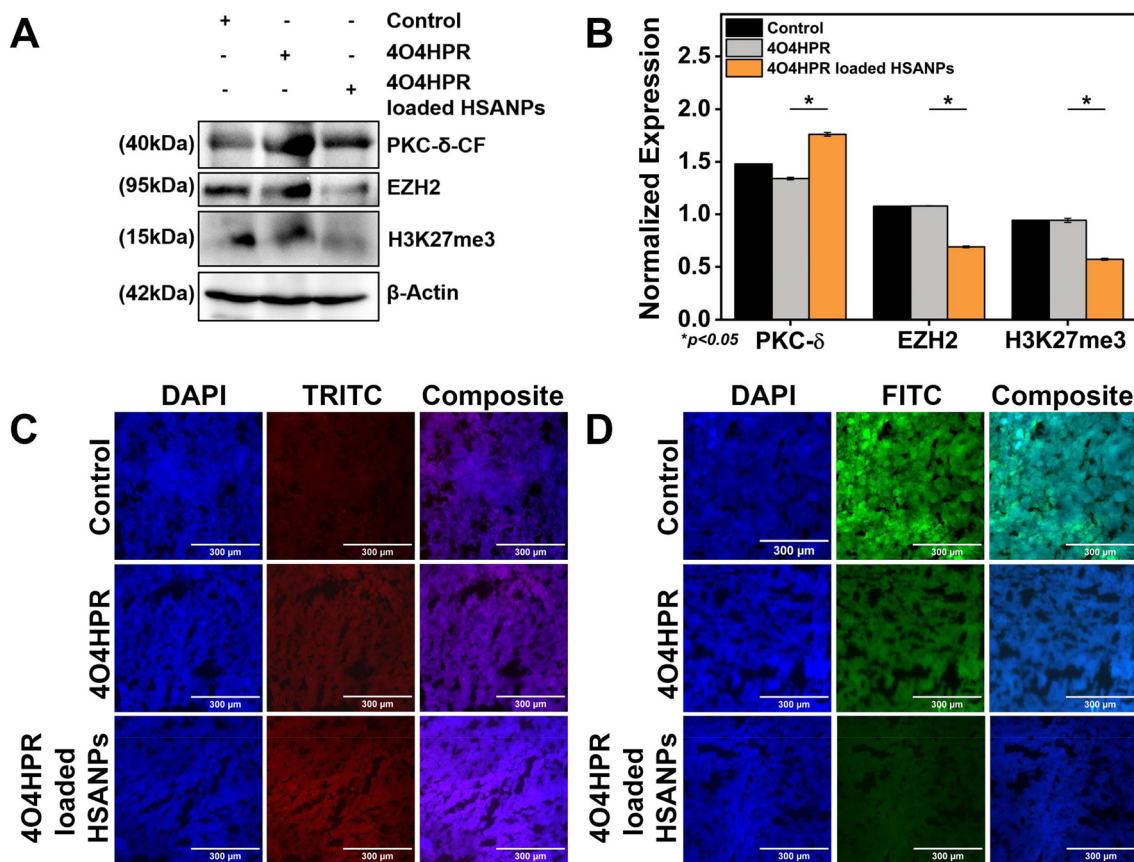 A
+ - - Control
- + - 4O4HPR
- - + 4O4HPR
loaded HSANPs
(40kDa) PKC-δ-CF
(95kDa) EZH2
(15kDa) H3K27me3
(42kDa) β-Actin
B
Control
4O4HPR
4O4HPR loaded HSANPs
Normalized Expression
2.5
2.0
1.5
1.0
0.5
0.0
* * *
*p<0.05
PKC-δ EZH2 H3K27me3
C
DAPI TRITC Composite
Control
300 µm 300 µm 300 µm
4O4HPR
300 µm 300 µm 300 µm
4O4HPR
loaded
HSANPs
300 µm 300 µm 300 µm
D
DAPI FITC Composite
Control
300 µm 300 µm 300 µm
4O4HPR
300 µm 300 µm 300 µm
4O4HPR
loaded
HSANPs
300 µm 300 µm 300 µm